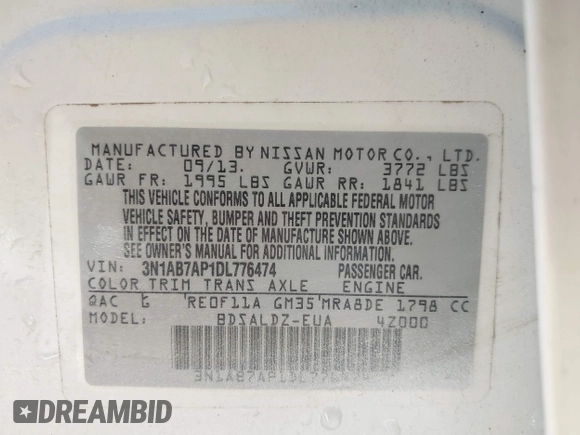 MANUFACTURED BY NISSAN MOTOR CO., LTD.
DATE: 09/13. GVWR: 3772 LBS
GAWR FR: 1995 LBS GAWR RR: 1841 LBS
THIS VEHICLE CONFORMS TO ALL APPLICABLE FEDERAL MOTOR
VEHICLE SAFETY, BUMPER AND THEFT PREVENTION STANDARDS
IN EFFECT ON THE DATE OF MANUFACTURE SHOWN ABOVE.
SEE OWNER'S MANUAL FOR ADDITIONAL INFORMATION.
VIN: 3N1AB7AP1DL776474 PASSENGER CAR.
COLOR TRIM TRANS AXLE ENGINE
QAC G RE0F11A GM35 MRA8DE 1798 CC
BDSALDZ-EUA 4Z000
DREAMBID